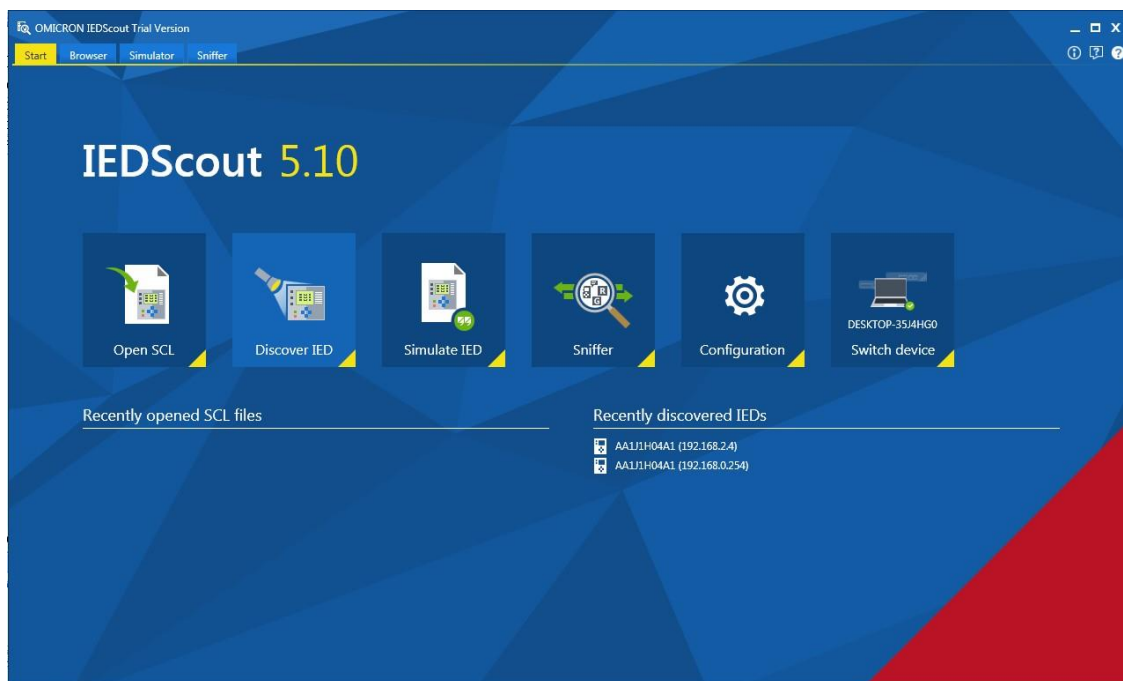 OMICRON IEDScout Trial Version
Start Browser Simulator Sniffer
IEDScout 5.10
DESKTOP-35J4HG0
Open SCL Discover IED Simulate IED Sniffer Configuration Switch device
Recently opened SCL files
Recently discovered IEDs
AA1J1H04A1 (192.168.2.4)
AA1J1H04A1 (192.168.0.254)